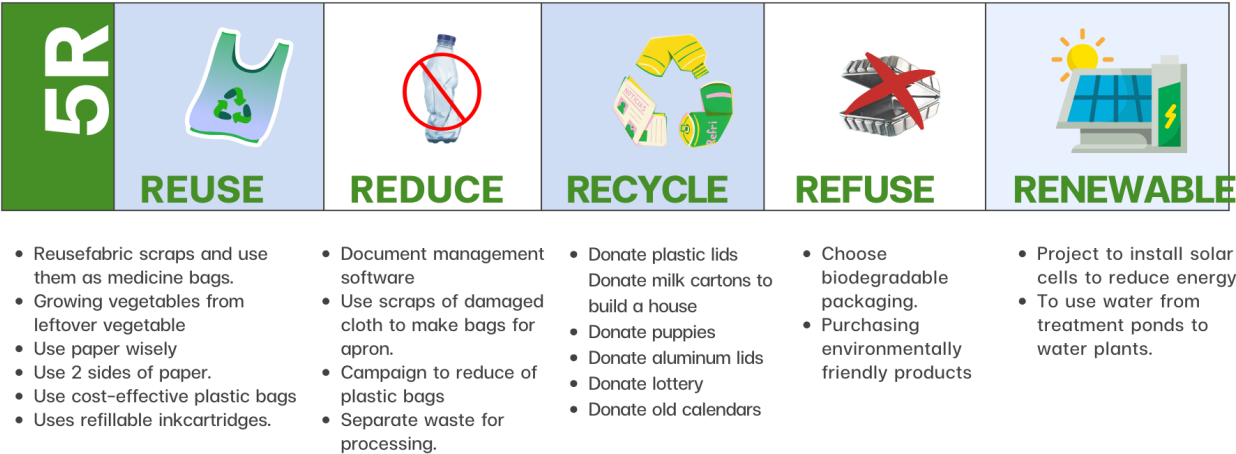 5R
REUSE
REDUCE
RECYCLE
REFUSE
RENEWABLE
NOTICIAS
Refri
• Reusefabric scraps and use
them as medicine bags.
• Growing vegetables from
leftover vegetable
• Use paper wisely
• Use 2 sides of paper.
• Use cost-effective plastic bags
• Uses refillable inkcartridges.
• Document management
software
• Use scraps of damaged
cloth to make bags for
apron.
• Campaign to reduce of
plastic bags
• Separate waste for
processing.
• Donate plastic lids
Donate milk cartons to
build a house
• Donate puppies
• Donate aluminum lids
• Donate lottery
• Donate old calendars
• Choose
biodegradable
packaging.
• Purchasing
environmentally
friendly products
• Project to install solar
cells to reduce energy
• To use water from
treatment ponds to
water plants.